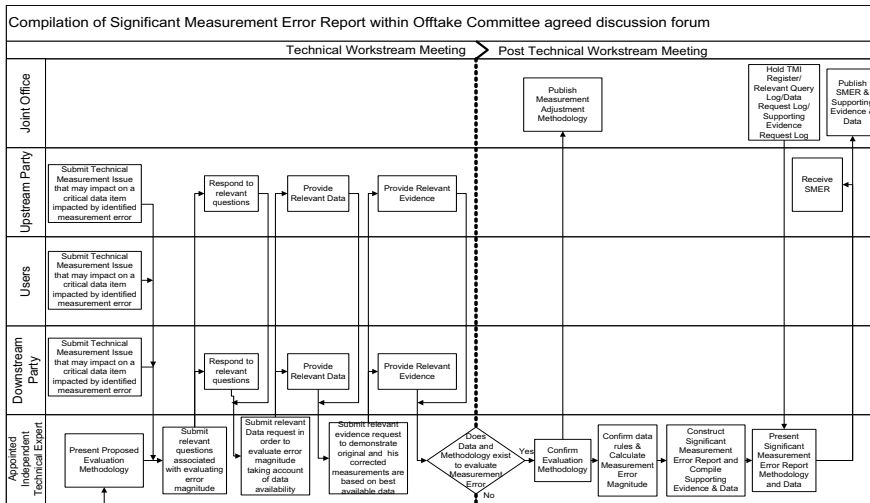 Compilation of Significant Measurement Error Report within Offtake Committee agreed discussion forum
Technical Workstream Meeting
Post Technical Workstream Meeting
Joint Office
Publish
Measurement
Adjustment
Methodology
Hold TMI
Register/
Relevant Query
Log/Data
Request Log/
Supporting
Evidence
Request Log
Publish
SMER &
Supporting
Evidence &
Data
Upstream Party
Submit Technical
Measurement Issue
that may impact on a
critical data item
impacted by identified
measurement error
Respond to
relevant
questions
Provide
Relevant Data
Provide Relevant
Evidence
Receive
SMER
Users
Submit Technical
Measurement Issue
that may impact on a
critical data item
impacted by identified
measurement error
Downstream
Party
Submit Technical
Measurement Issue
that may impact on a
critical data item
impacted by identified
measurement error
Respond to
relevant
questions
Provide
Relevant Data
Provide Relevant
Evidence
Appointed
Independent
Technical Expert
Present Proposed
Evaluation
Methodology
Submit
relevant
questions
associated
with evaluating
error
magnitude
Submit relevant
Data request in
order to
evaluate error
magnitude
taking account
of data
availability
Submit relevant
evidence request to
demonstrate
original and his
corrected
measurements are
based on best
available data
Does
Data and
Methodology exist
to evaluate
Measurement
Error
Yes
No
Confirm
Evaluation
Methodology
Confirm data
rules &
Calculate
Measurement
Error
Magnitude
Construct
Significant
Measurement
Error Report and
Compile
Supporting
Evidence & Data
Present
Significant
Measurement
Error Report
Methodology
and Data